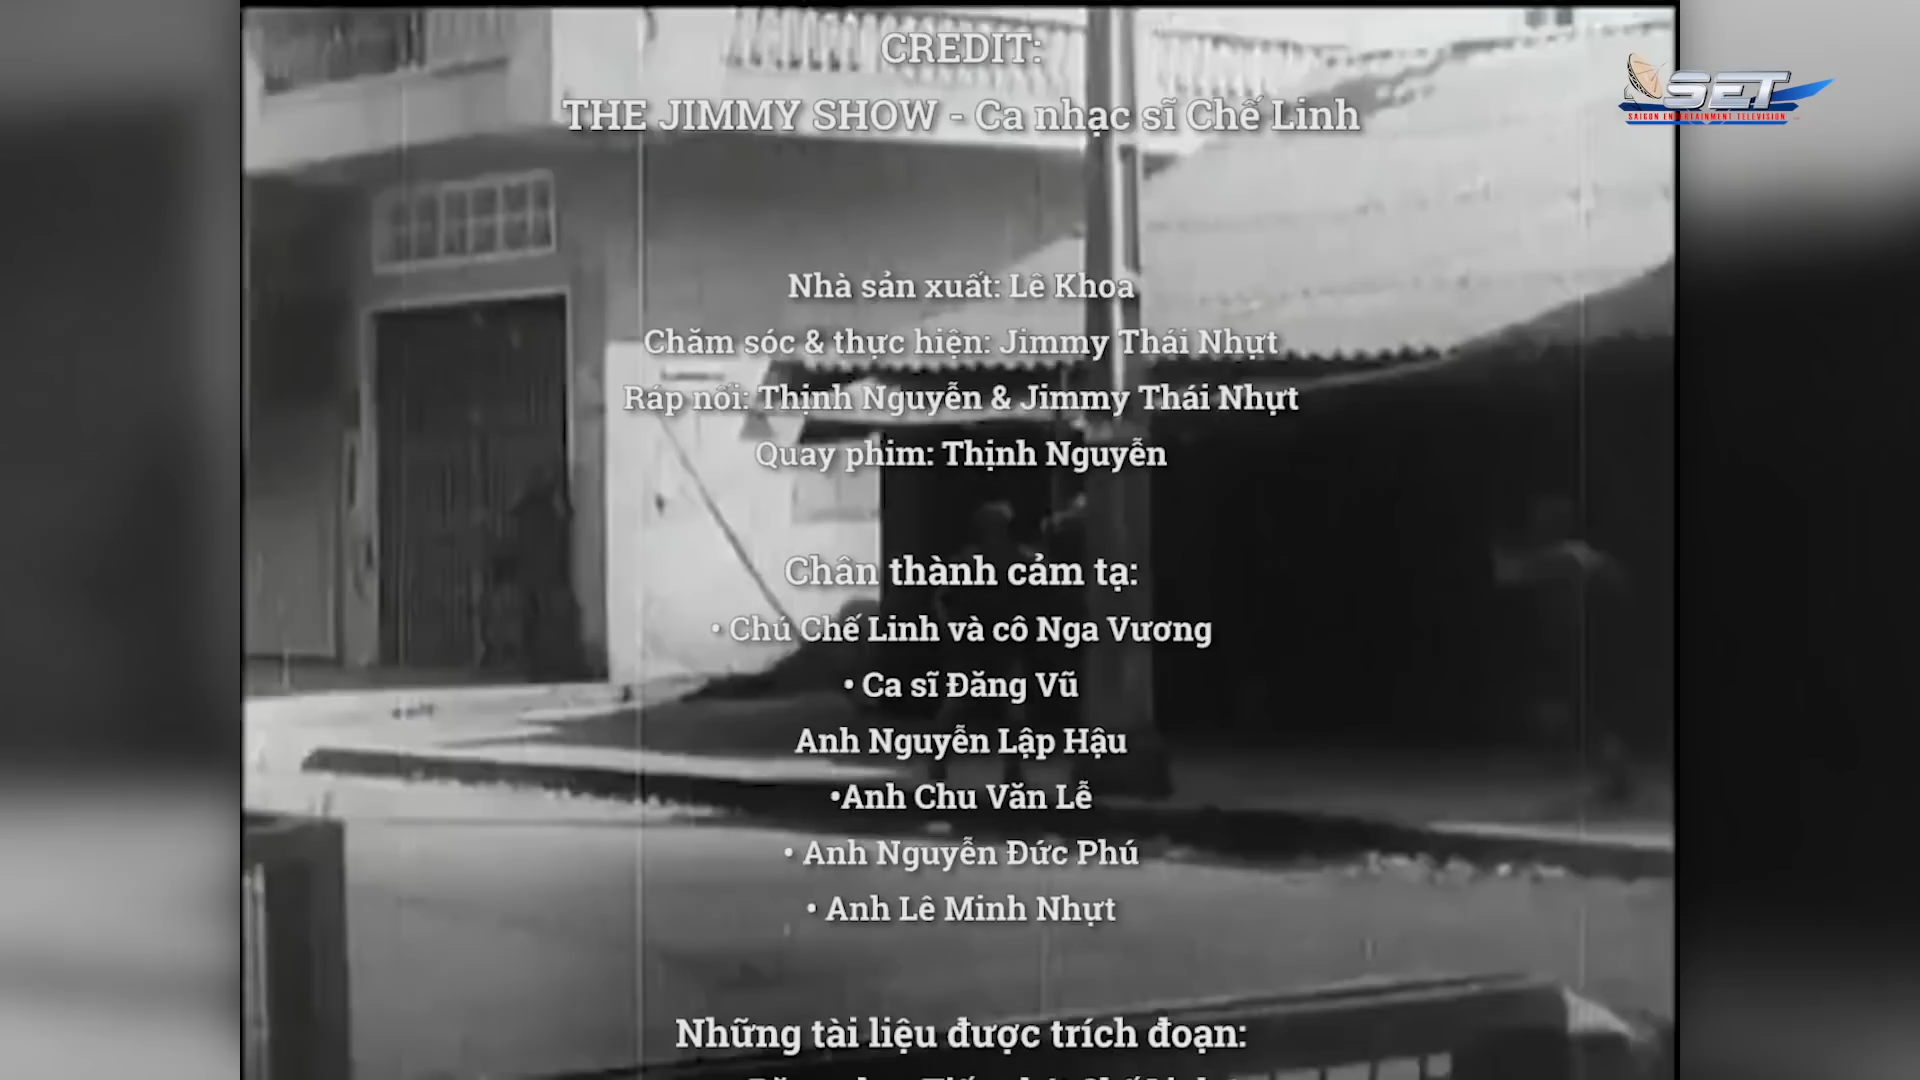 CREDIT:
THE JIMMY SHOW - Ca nhạc sĩ Chế Linh
SET
SAIGON ENTERTAINMENT TELEVISION
Nhà sản xuất: Lê Khoa
Chăm sóc & thực hiện: Jimmy Thái Nhựt
Ráp nối: Thịnh Nguyễn & Jimmy Thái Nhựt
Quay phim: Thịnh Nguyễn
Chân thành cảm tạ:
• Chú Chế Linh và cô Nga Vương
• Ca sĩ Đăng Vũ
Anh Nguyễn Lập Hậu
•Anh Chu Văn Lễ
• Anh Nguyễn Đức Phú
• Anh Lê Minh Nhựt
Những tài liệu được trích đoạn: